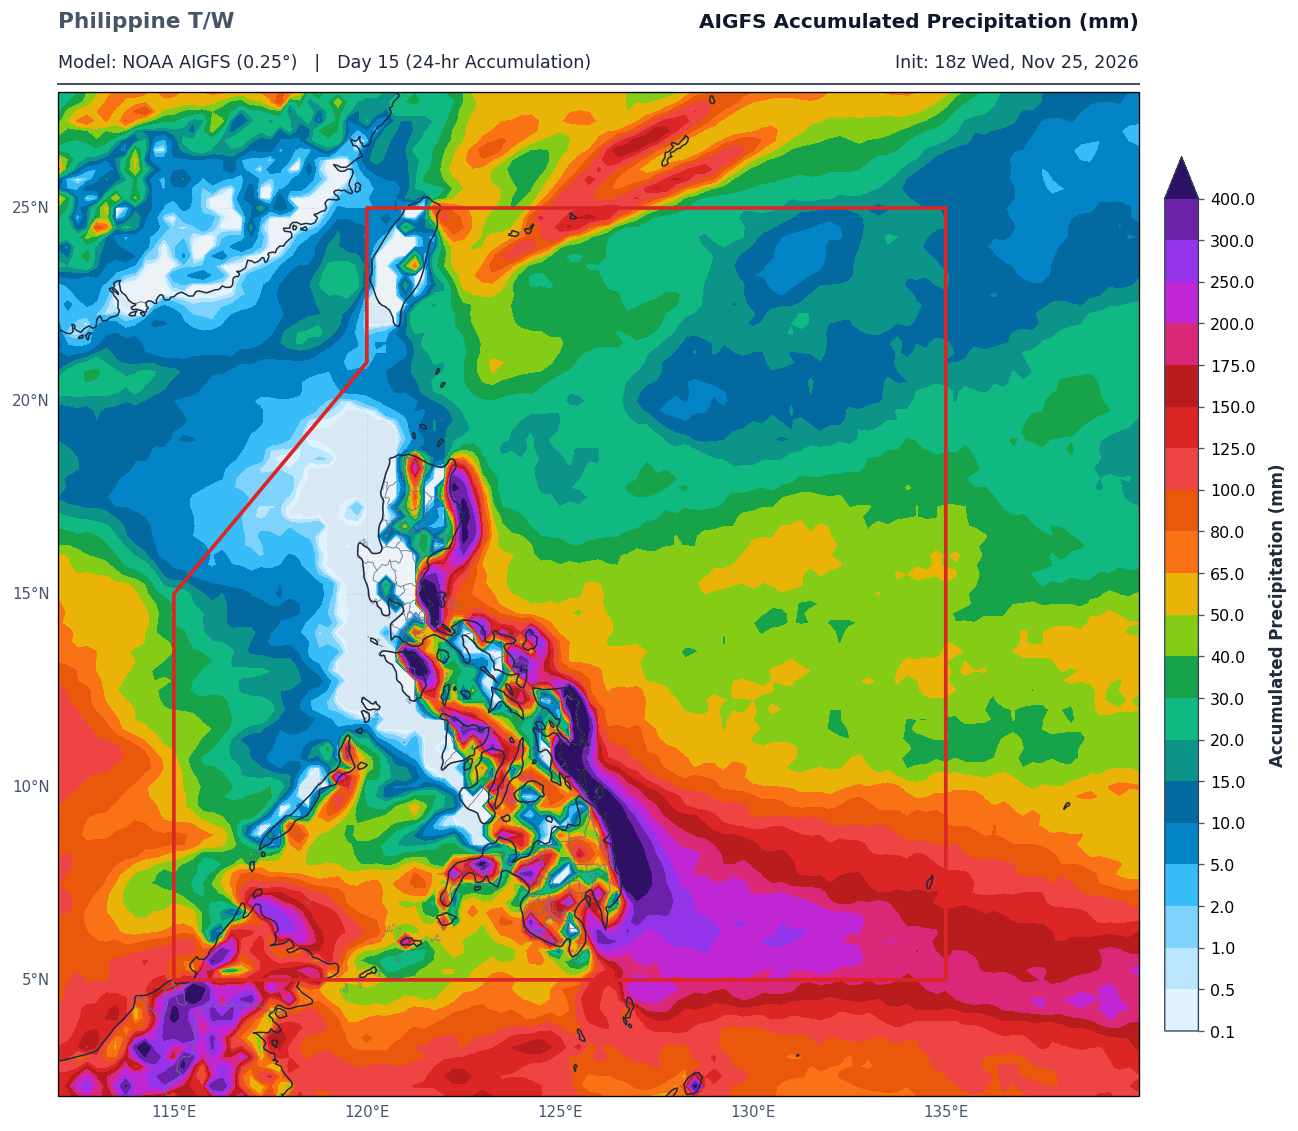 Philippine T/W
AIGFS Accumulated Precipitation (mm)
Model: NOAA AIGFS (0.25°)   |   Day 15 (24-hr Accumulation)
Init: 18z Wed, Nov 25, 2026
25°N
20°N
15°N
10°N
5°N
115°E
120°E
125°E
130°E
135°E
400.0
300.0
250.0
200.0
175.0
150.0
125.0
100.0
80.0
65.0
50.0
40.0
30.0
20.0
15.0
10.0
5.0
2.0
1.0
0.5
0.1
Accumulated Precipitation (mm)